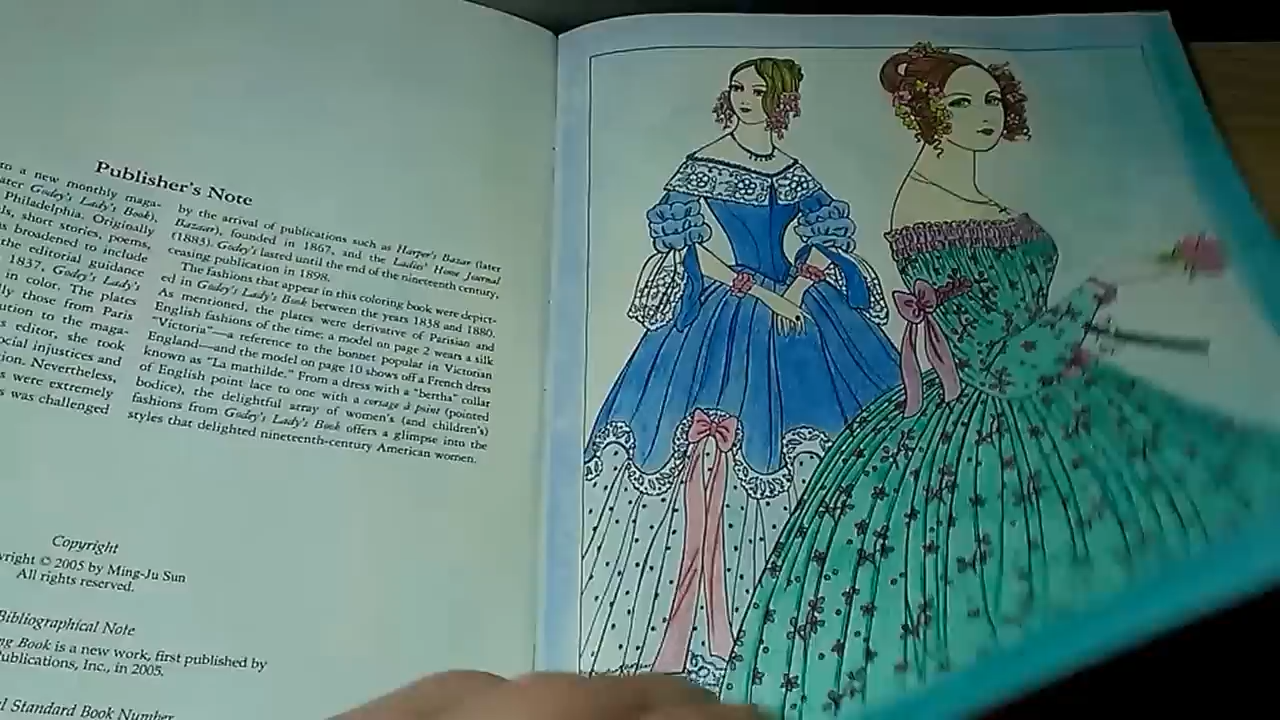 Publisher's Note
to a new monthly maga-
ater Godey's Lady's Book),
Philadelphia. Originally
ls, short stories, poems,
s broadened to include
the editorial guidance
1837, Godey's Lady's
in color. The plates
ly those from Paris
ution to the maga-
s editor, she took
ocial injustices and
ion. Nevertheless,
s were extremely
s was challenged
by the arrival of publications such as Harper's Bazar (later
Bazaar), founded in 1867, and the Ladies' Home Journal
(1883). Godey's lasted until the end of the nineteenth century,
ceasing publication in 1898.
The fashions that appear in this coloring book were depict-
ed in Godey's Lady's Book between the years 1838 and 1880.
As mentioned, the plates were derivative of Parisian and
English fashions of the time; a model on page 2 wears a silk
"Victoria"—a reference to the bonnet popular in Victorian
England—and the model on page 10 shows off a French dress
known as "La mathilde." From a dress with a "bertha" collar
of English point lace to one with a corsage à point (pointed
bodice), the delightful array of women's (and children's)
fashions from Godey's Lady's Book offers a glimpse into the
styles that delighted nineteenth-century American women.
Copyright
yright © 2005 by Ming-Ju Sun
All rights reserved.
Bibliographical Note
ng Book is a new work, first published by
Publications, Inc., in 2005.
l Standard Book Number